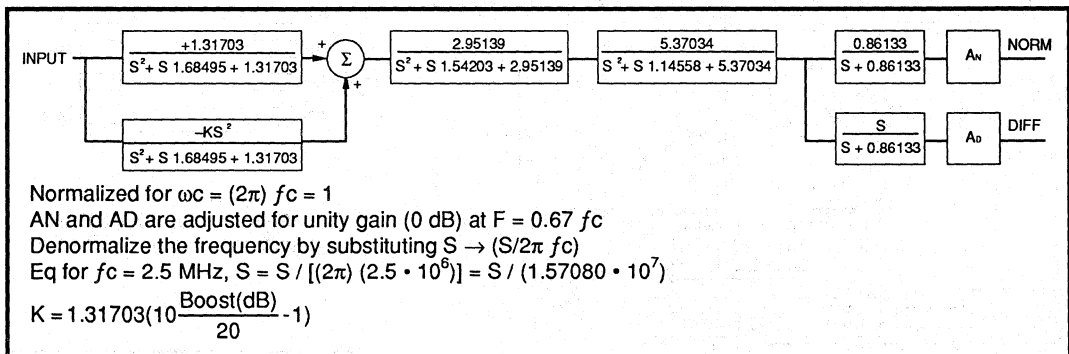 INPUT
+1.31703
S²+ S 1.68495 + 1.31703
+
Σ
+
2.95139
S² + S 1.54203 + 2.95139
5.37034
S² + S 1.14558 + 5.37034
0.86133
S + 0.86133
AN
NORM
–KS²
S²+ S 1.68495 + 1.31703
S
S + 0.86133
AD
DIFF
Normalized for ωc = (2π) ƒc = 1
AN and AD are adjusted for unity gain (0 dB) at F = 0.67 ƒc
Denormalize the frequency by substituting S → (S/2π ƒc)
Eq for ƒc = 2.5 MHz, S = S / [(2π) (2.5 • 10⁶)] = S / (1.57080 • 10⁷)
K = 1.31703(10 Boost(dB)/20 -1)